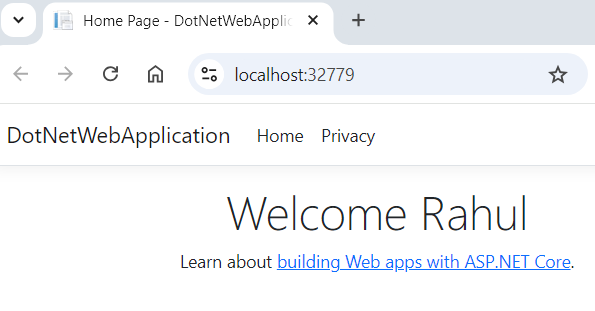 Home Page - DotNetWebApplic
localhost:32779
DotNetWebApplication Home Privacy
Welcome Rahul
Learn about building Web apps with ASP.NET Core.